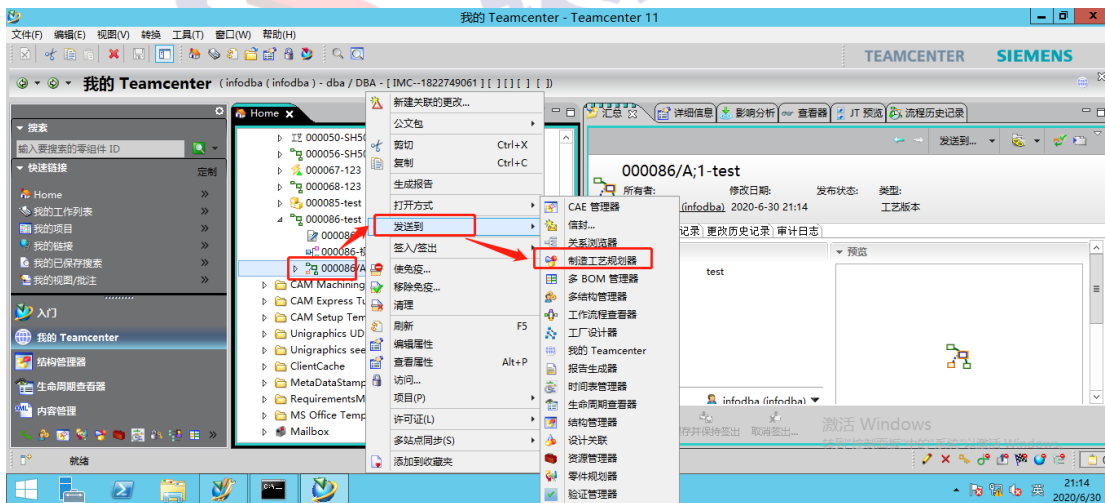 我的 Teamcenter - Teamcenter 11
文件(F) 编辑(E) 视图(V) 转换 工具(T) 窗口(W) 帮助(H)
TEAMCENTER SIEMENS
我的 Teamcenter ( infodba ( infodba ) - dba / DBA - [ IMC--1822749061 ] [ ] [ ] [ ] [ ])
搜索
输入要搜索的零组件 ID
快速链接 定制
Home
我的工作列表
我的项目
我的链接
我的已保存搜索
我的视图/批注
入门
我的 Teamcenter
结构管理器
生命周期查看器
内容管理
就绪
Home
000050-SH50
000056-SH50
000067-123
000068-123
000085-test
000086-test
000086-
000086-
000086/A
CAM Machining
CAM Express Tu
CAM Setup Tem
Unigraphics UD
Unigraphics see
ClientCache
MetaDataStamp
RequirementsM
MS Office Temp
Mailbox
新建关联的更改...
公文包
剪切 Ctrl+X
复制 Ctrl+C
生成报告
打开方式
发送到
签入/签出
使免疫...
移除免疫...
清理
刷新 F5
编辑属性
查看属性 Alt+P
访问...
项目(P)
许可证(L)
多站点同步(S)
添加到收藏夹
CAE 管理器
信封...
关系浏览器
制造工艺规划器
多 BOM 管理器
多结构管理器
工作流程查看器
工厂设计器
我的 Teamcenter
报告生成器
时间表管理器
生命周期查看器
结构管理器
设计关联
资源管理器
零件规划器
验证管理器
汇总 详细信息 影响分析 查看器 JT 预览 流程历史记录
发送到...
000086/A;1-test
所有者: 修改日期: 发布状态: 类型:
(infodba) 2020-6-30 21:14 工艺版本
记录 更改历史记录 审计日志
预览
test
infodba (infodba)
存并保持签出 取消签出...
激活 Windows
21:14
2020/6/30